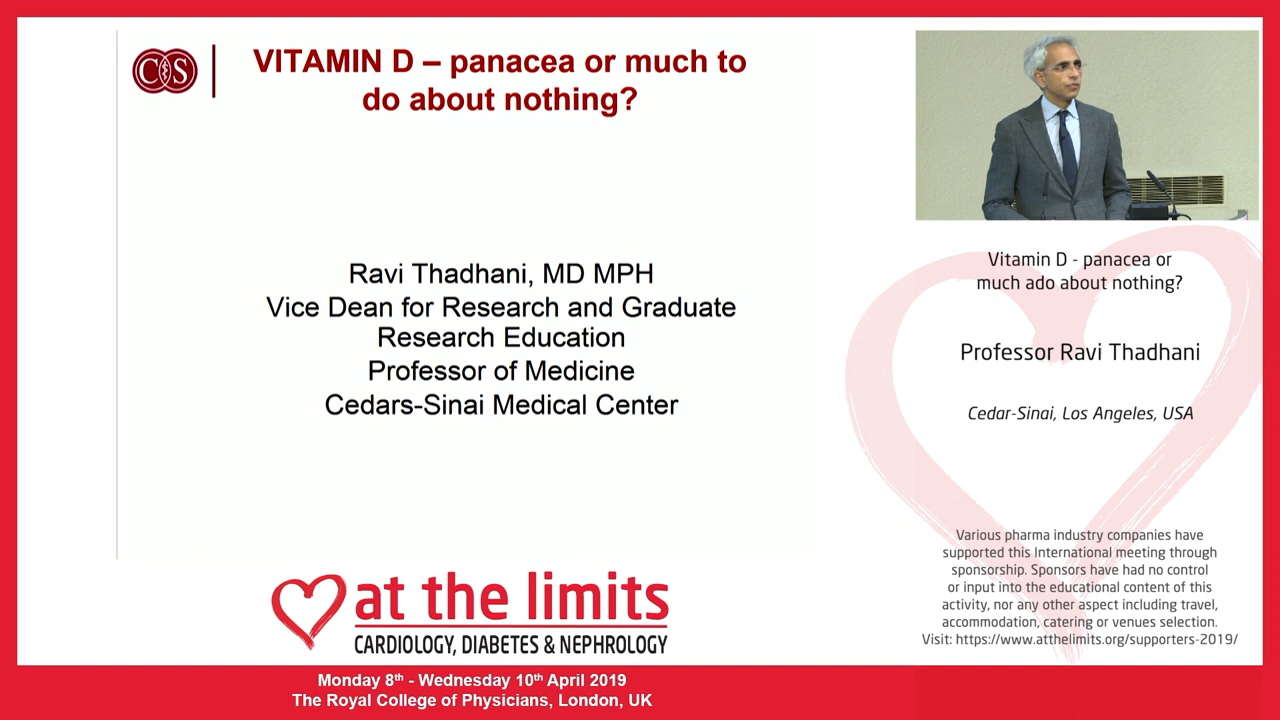 CS
VITAMIN D – panacea or much to
do about nothing?
Ravi Thadhani, MD MPH
Vice Dean for Research and Graduate
Research Education
Professor of Medicine
Cedars-Sinai Medical Center
at the limits
CARDIOLOGY, DIABETES & NEPHROLOGY
Monday 8th - Wednesday 10th April 2019
The Royal College of Physicians, London, UK
Vitamin D - panacea or
much ado about nothing?
Professor Ravi Thadhani
Cedar-Sinai, Los Angeles, USA
Various pharma industry companies have
supported this International meeting through
sponsorship. Sponsors have had no control
or input into the educational content of this
activity, nor any other aspect including travel,
accommodation, catering or venues selection.
Visit: https://www.atthelimits.org/supporters-2019/